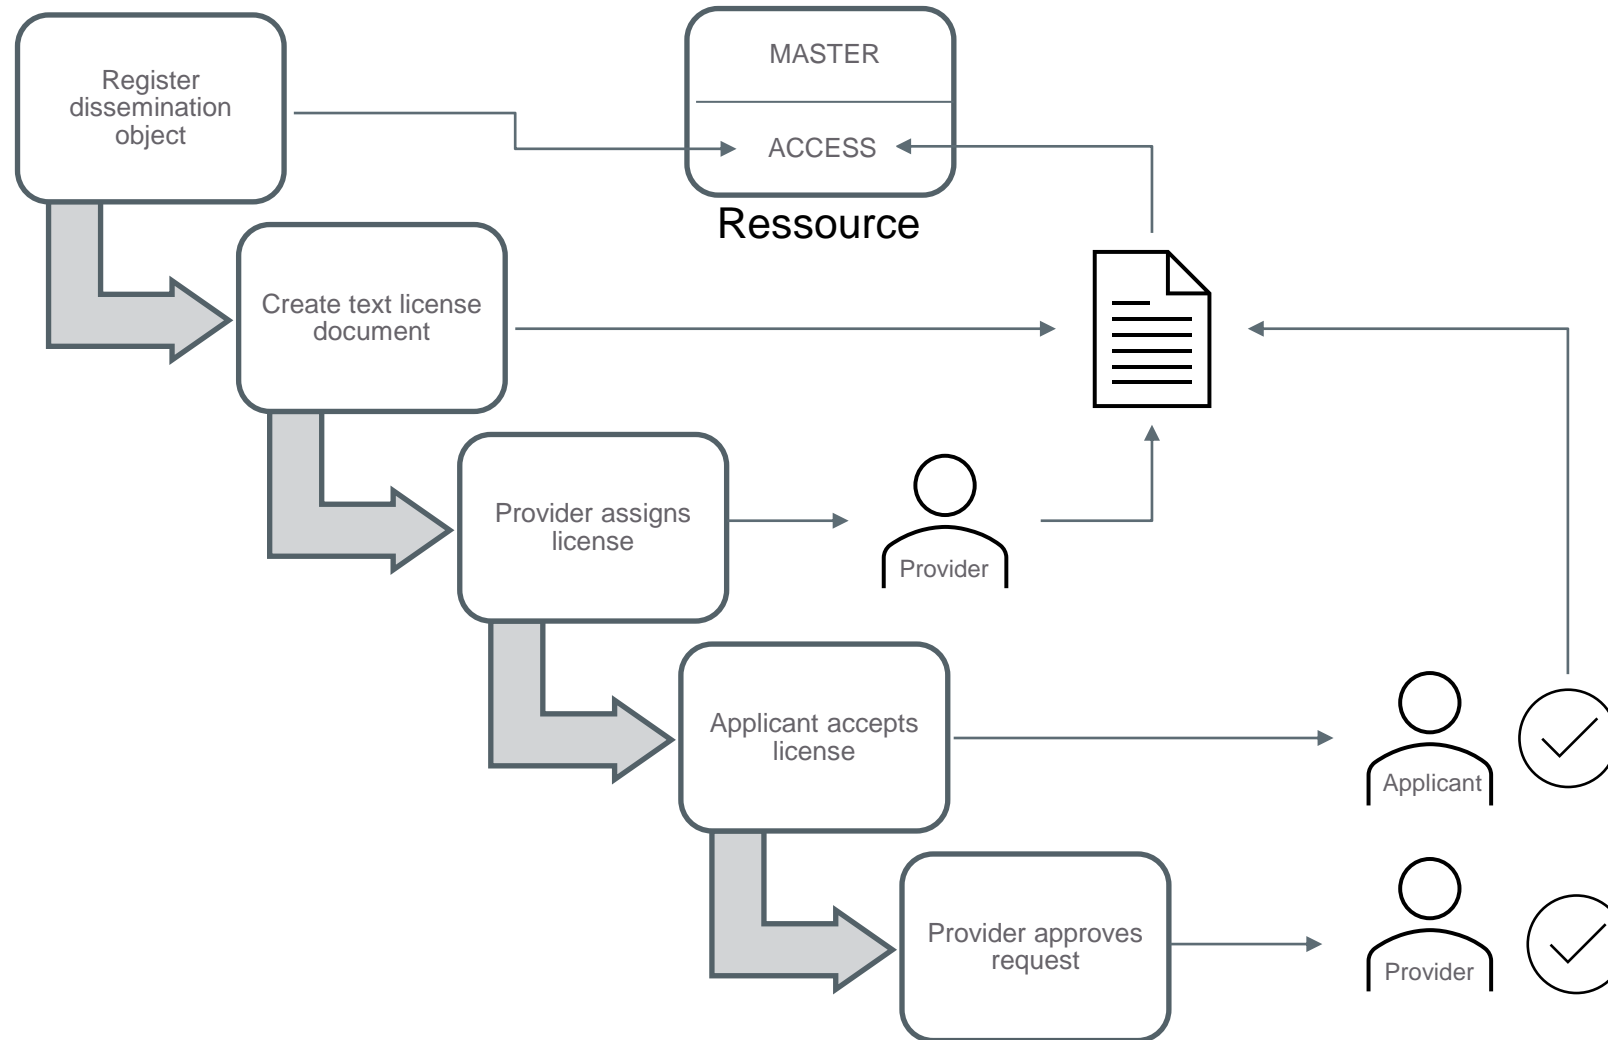 Register
dissemination
object
MASTER
ACCESS
Ressource
Create text license
document
Provider assigns
license
Provider
Applicant accepts
license
Applicant
Provider approves
request
Provider